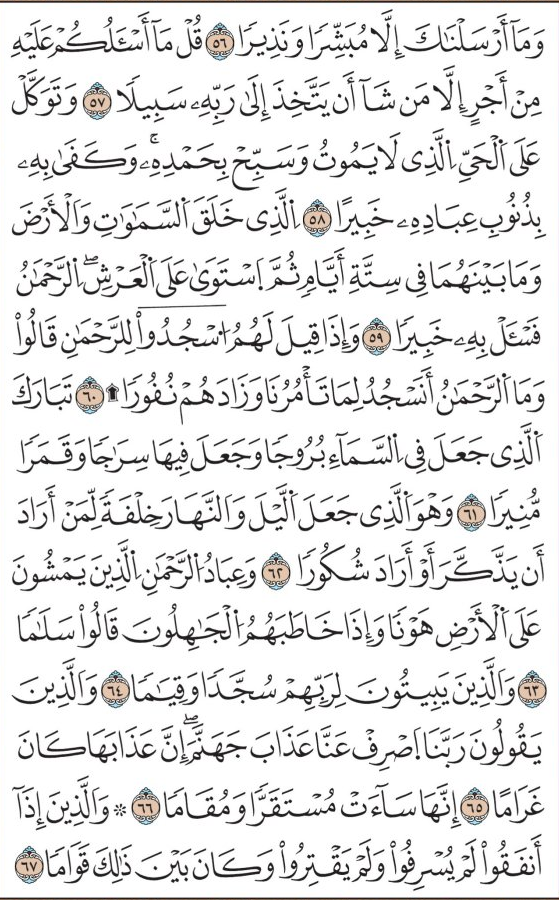 وَمَآ أَرْسَلْنَٰكَ إِلَّا مُبَشِّرًا وَنَذِيرًا ٥٦ قُلْ مَآ أَسْـَٔلُكُمْ عَلَيْهِ
مِنْ أَجْرٍ إِلَّا مَن شَآءَ أَن يَتَّخِذَ إِلَىٰ رَبِّهِۦ سَبِيلًا ٥٧ وَتَوَكَّلْ
عَلَى ٱلْحَىِّ ٱلَّذِى لَا يَمُوتُ وَسَبِّحْ بِحَمْدِهِۦۚ وَكَفَىٰ بِهِۦ
بِذُنُوبِ عِبَادِهِۦ خَبِيرًا ٥٨ ٱلَّذِى خَلَقَ ٱلسَّمَٰوَٰتِ وَٱلْأَرْضَ
وَمَا بَيْنَهُمَا فِى سِتَّةِ أَيَّامٍ ثُمَّ ٱسْتَوَىٰ عَلَى ٱلْعَرْشِۖ ٱلرَّحْمَٰنُ
فَسْـَٔلْ بِهِۦ خَبِيرًا ٥٩ وَإِذَا قِيلَ لَهُمُ ٱسْجُدُوا۟ لِلرَّحْمَٰنِ قَالُوا۟
وَمَا ٱلرَّحْمَٰنُ أَنَسْجُدُ لِمَا تَأْمُرُنَا وَزَادَهُمْ نُفُورًا ٦٠ تَبَارَكَ
ٱلَّذِى جَعَلَ فِى ٱلسَّمَآءِ بُرُوجًا وَجَعَلَ فِيهَا سِرَٰجًا وَقَمَرًا
مُّنِيرًا ٦١ وَهُوَ ٱلَّذِى جَعَلَ ٱلَّيْلَ وَٱلنَّهَارَ خِلْفَةً لِّمَنْ أَرَادَ
أَن يَذَّكَّرَ أَوْ أَرَادَ شُكُورًا ٦٢ وَعِبَادُ ٱلرَّحْمَٰنِ ٱلَّذِينَ يَمْشُونَ
عَلَى ٱلْأَرْضِ هَوْنًا وَإِذَا خَاطَبَهُمُ ٱلْجَٰهِلُونَ قَالُوا۟ سَلَٰمًا
٦٣ وَٱلَّذِينَ يَبِيتُونَ لِرَبِّهِمْ سُجَّدًا وَقِيَٰمًا ٦٤ وَٱلَّذِينَ
يَقُولُونَ رَبَّنَا ٱصْرِفْ عَنَّا عَذَابَ جَهَنَّمَۖ إِنَّ عَذَابَهَا كَانَ
غَرَامًا ٦٥ إِنَّهَا سَآءَتْ مُسْتَقَرًّا وَمُقَامًا ٦٦ * وَٱلَّذِينَ إِذَآ
أَنفَقُوا۟ لَمْ يُسْرِفُوا۟ وَلَمْ يَقْتِرُوا۟ وَكَانَ بَيْنَ ذَٰلِكَ قَوَامًا ٦٧